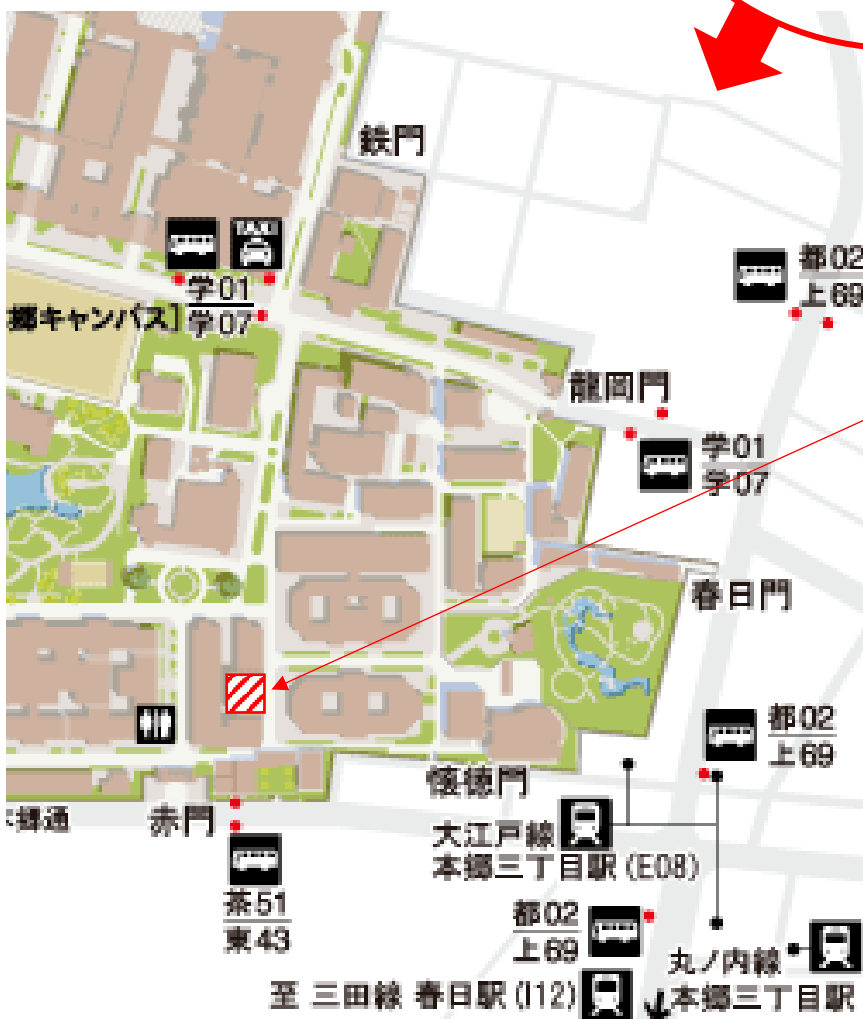 鉄門
TAXI
学01
学07
郷キャンパス]
都02
上69
龍岡門
学01
学07
春日門
都02
上69
懐徳門
本郷通
赤門
大江戸線
本郷三丁目駅(E08)
茶51
東43
都02
上69
丸ノ内線
本郷三丁目駅
至 三田線 春日駅(I12)